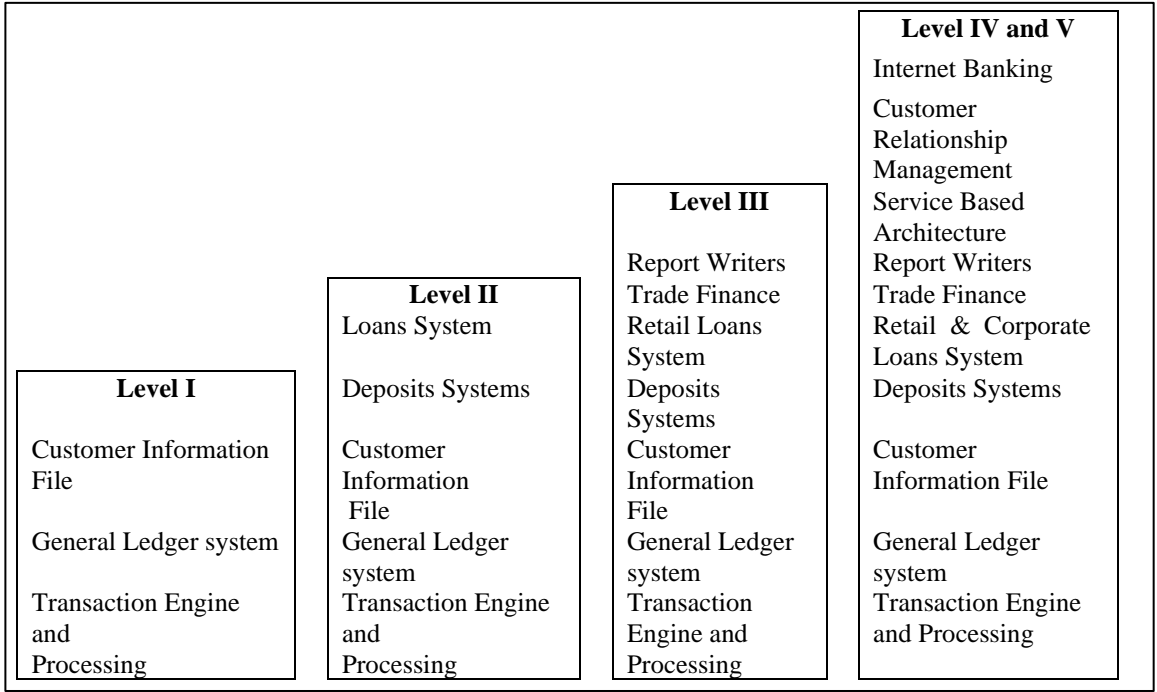 Level I
Customer Information
File
General Ledger system
Transaction Engine
and
Processing
Level II
Loans System
Deposits Systems
Customer
Information
File
General Ledger
system
Transaction Engine
and
Processing
Level III
Report Writers
Trade Finance
Retail Loans
System
Deposits
Systems
Customer
Information
File
General Ledger
system
Transaction
Engine and
Processing
Level IV and V
Internet Banking
Customer
Relationship
Management
Service Based
Architecture
Report Writers
Trade Finance
Retail & Corporate
Loans System
Deposits Systems
Customer
Information File
General Ledger
system
Transaction Engine
and Processing